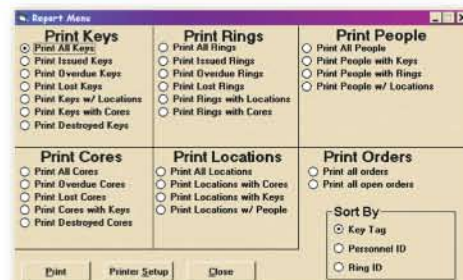 Report Menu
Print Keys
Print All Keys
Print Issued Keys
Print Overdue Keys
Print Lost Keys
Print Keys w/ Locations
Print Keys with Cores
Print Destroyed Keys
Print Rings
Print All Rings
Print Issued Rings
Print Overdue Rings
Print Lost Rings
Print Rings with Locations
Print Rings with Cores
Print People
Print All People
Print People with Keys
Print People with Rings
Print People w/ Locations
Print Cores
Print All Cores
Print Overdue Cores
Print Lost Cores
Print Cores with Keys
Print Destroyed Cores
Print Locations
Print All Locations
Print Locations with Cores
Print Locations with Keys
Print Locations w/ People
Print Orders
Print all orders
Print all open orders
Sort By
Key Tag
Personnel ID
Ring ID
Print
Printer Setup
Close